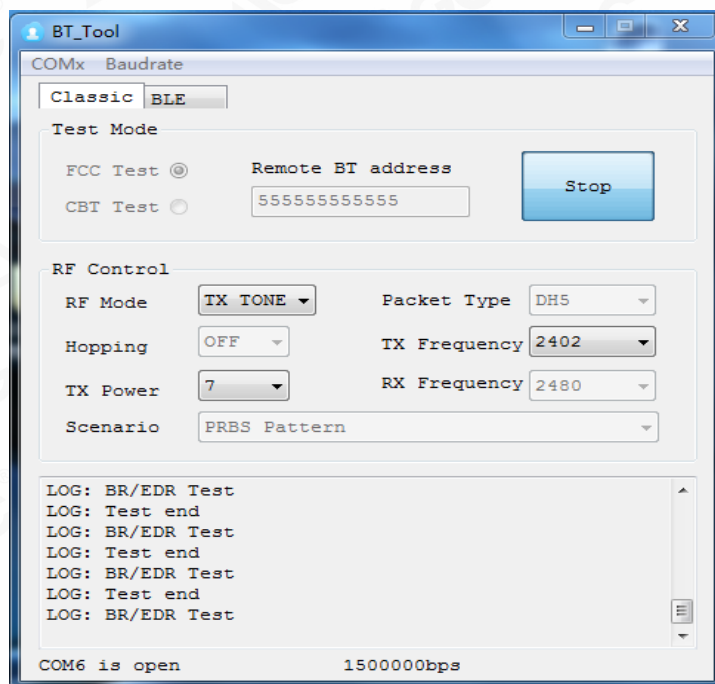 BT_Tool
COMx Baudrate
Classic BLE
Test Mode
FCC Test Remote BT address
CBT Test 555555555555 Stop
RF Control
RF Mode TX TONE Packet Type DH5
Hopping OFF TX Frequency 2402
TX Power 7 RX Frequency 2480
Scenario PRBS Pattern
LOG: BR/EDR Test
LOG: Test end
LOG: BR/EDR Test
LOG: Test end
LOG: BR/EDR Test
LOG: Test end
LOG: BR/EDR Test
COM6 is open 1500000bps